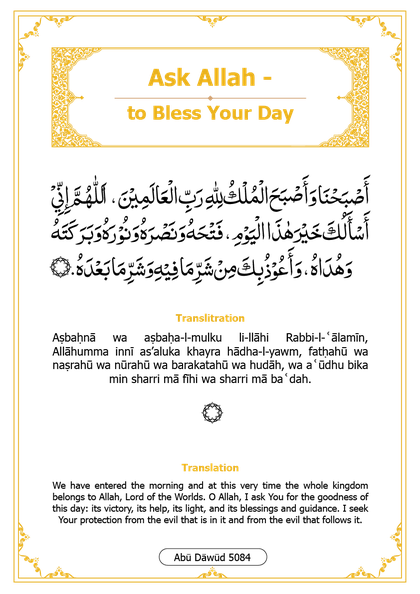 Ask Allah -
to Bless Your Day
أَصْبَحْنَا وَأَصْبَحَ الْمُلْكُ لِلّٰهِ رَبِّ الْعَالَمِيْنَ ، اَللّٰهُمَّ إِنِّيْ
أَسْأَلُكَ خَيْرَ هٰذَا الْيَوْمِ ، فَتْحَهُ وَنَصْرَهُ وَنُوْرَهُ وَبَرَكَتَهُ
وَهُدَاهُ ، وَأَعُوْذُ بِكَ مِنْ شَرِّ مَا فِيْهِ وَشَرِّ مَا بَعْدَهُ.
Translitration
Aṣbaḥnā wa aṣbaḥa-l-mulku li-llāhi Rabbi-l-ʿālamīn,
Allāhumma innī as’aluka khayra hādha-l-yawm, fatḥahū wa
naṣrahū wa nūrahū wa barakatahū wa hudāh, wa aʿūdhu bika
min sharri mā fīhi wa sharri mā baʿdah.
Translation
We have entered the morning and at this very time the whole kingdom
belongs to Allah, Lord of the Worlds. O Allah, I ask You for the goodness of
this day: its victory, its help, its light, and its blessings and guidance. I seek
Your protection from the evil that is in it and from the evil that follows it.
Abū Dāwūd 5084